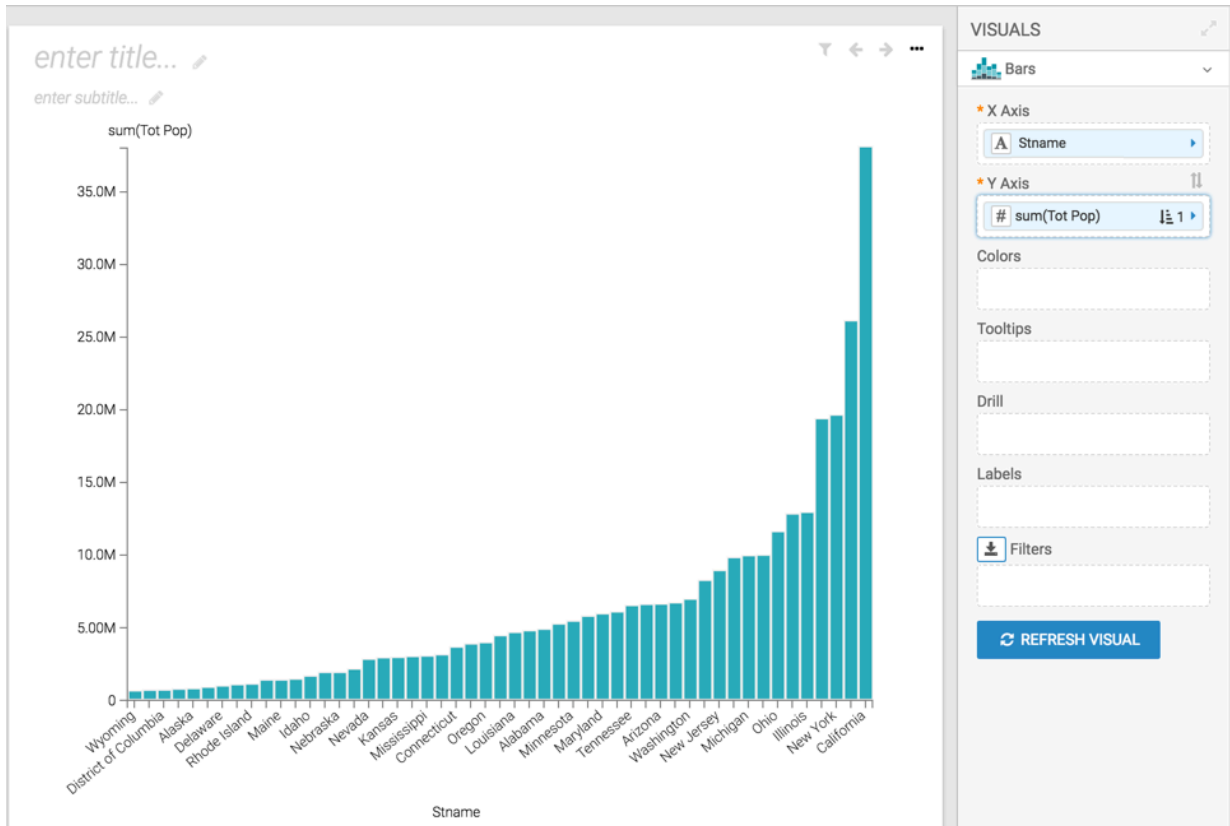 enter title...
enter subtitle...
sum(Tot Pop)
35.0M
30.0M
25.0M
20.0M
15.0M
10.0M
5.00M
0
Wyoming
District of Columbia
Alaska
Delaware
Rhode Island
Maine
Idaho
Nebraska
Nevada
Kansas
Mississippi
Connecticut
Oregon
Louisiana
Alabama
Minnesota
Maryland
Tennessee
Arizona
Washington
New Jersey
Michigan
Ohio
Illinois
New York
California
Stname
VISUALS
Bars
* X Axis
A Stname
* Y Axis
# sum(Tot Pop) 1
Colors
Tooltips
Drill
Labels
Filters
REFRESH VISUAL